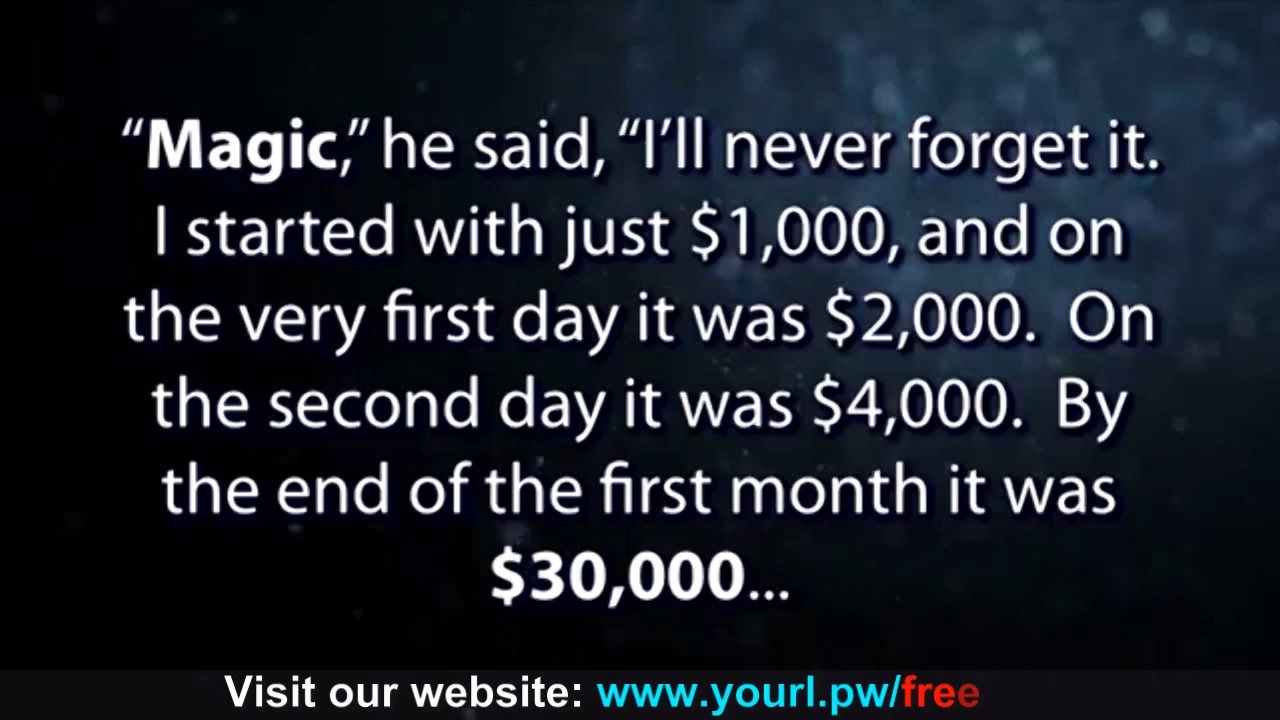 “Magic,” he said, “I’ll never forget it.
I started with just $1,000, and on
the very first day it was $2,000.  On
the second day it was $4,000.  By
the end of the first month it was
$30,000...
Visit our website: www.yourl.pw/free